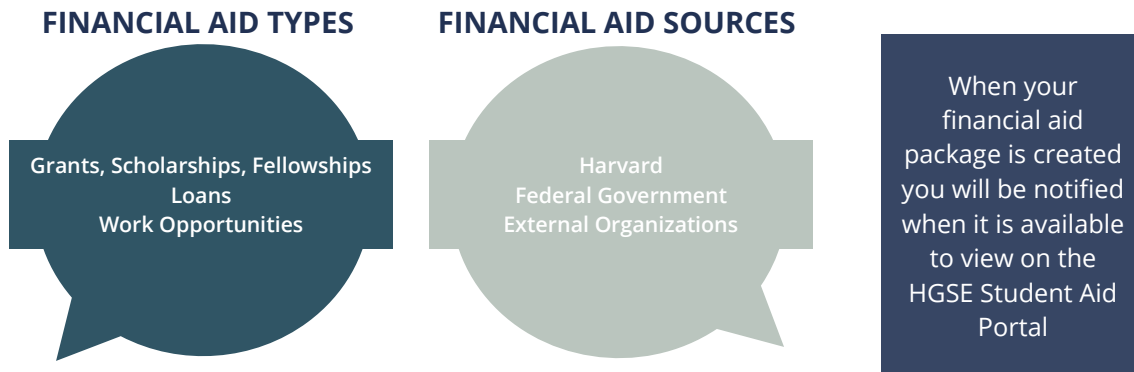 FINANCIAL AID TYPES
Grants, Scholarships, Fellowships
Loans
Work Opportunities
FINANCIAL AID SOURCES
Harvard
Federal Government
External Organizations
When your
financial aid
package is created
you will be notified
when it is available
to view on the
HGSE Student Aid
Portal